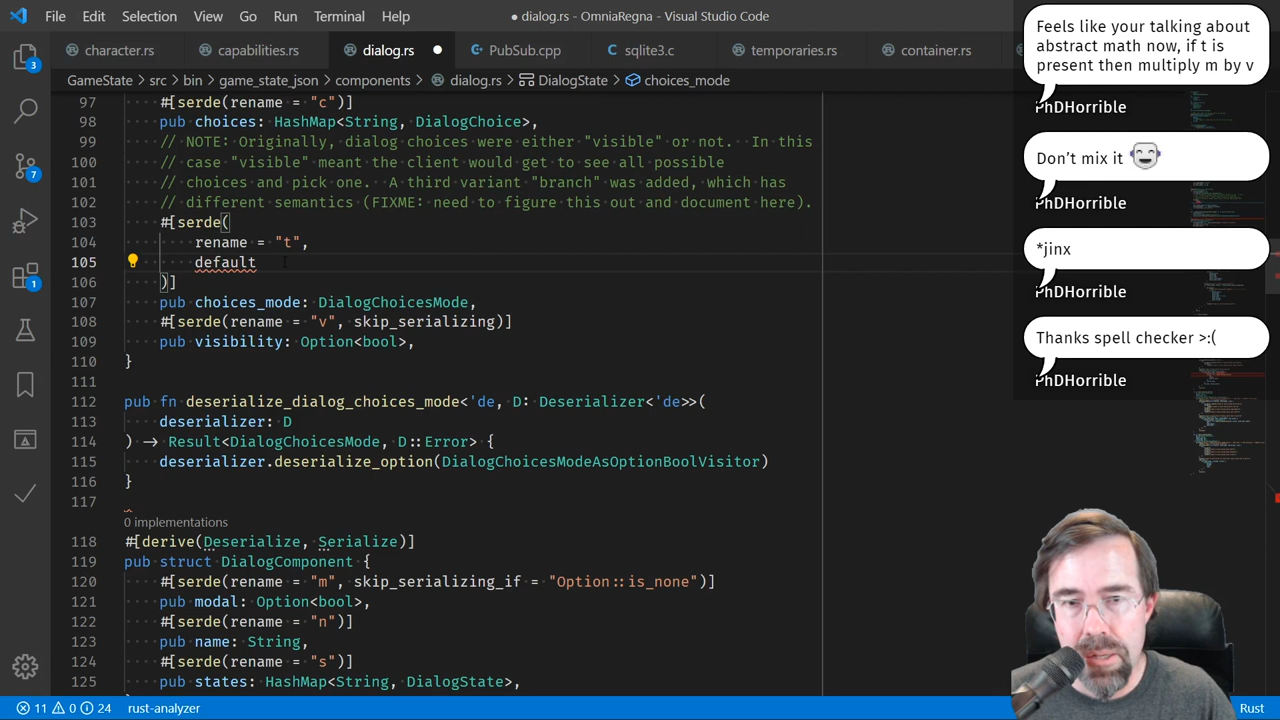 File Edit Selection View Go Run Terminal Help
● dialog.rs - OmniaRegna - Visual Studio Code
character.rs capabilities.rs dialog.rs ● PubSub.cpp sqlite3.c temporaries.rs container.rs
GameState > src > bin > game_state_json > components > dialog.rs > DialogState > choices_mode
97 #[serde(rename = "c")]
98 pub choices: HashMap<String, DialogChoice>,
99 // NOTE: Originally, dialog choices were either "visible" or not. In this
100 // case "visible" meant the client would get to see all possible
101 // choices and pick one. A third variant "branch" was added, which has
102 // different semantics (FIXME: need to figure this out and document here).
103 #[serde(
104 rename = "t",
105 default
106 )]
107 pub choices_mode: DialogChoicesMode,
108 #[serde(rename = "v", skip_serializing)]
109 pub visibility: Option<bool>,
110 }
111
112 pub fn deserialize_dialog_choices_mode<'de, D: Deserializer<'de>>(
113 deserializer: D
114 ) -> Result<DialogChoicesMode, D::Error> {
115 deserializer.deserialize_option(DialogChoicesModeAsOptionBoolVisitor)
116 }
117
0 implementations
118 #[derive(Deserialize, Serialize)]
119 pub struct DialogComponent {
120 #[serde(rename = "m", skip_serializing_if = "Option::is_none")]
121 pub modal: Option<bool>,
122 #[serde(rename = "n")]
123 pub name: String,
124 #[serde(rename = "s")]
125 pub states: HashMap<String, DialogState>,
3
7
1
11 0 24 rust-analyzer Rust
Feels like your talking about
abstract math now, if t is
present then multiply m by v
PhDHorrible
Don't mix it
PhDHorrible
*jinx
PhDHorrible
Thanks spell checker >:(
PhDHorrible